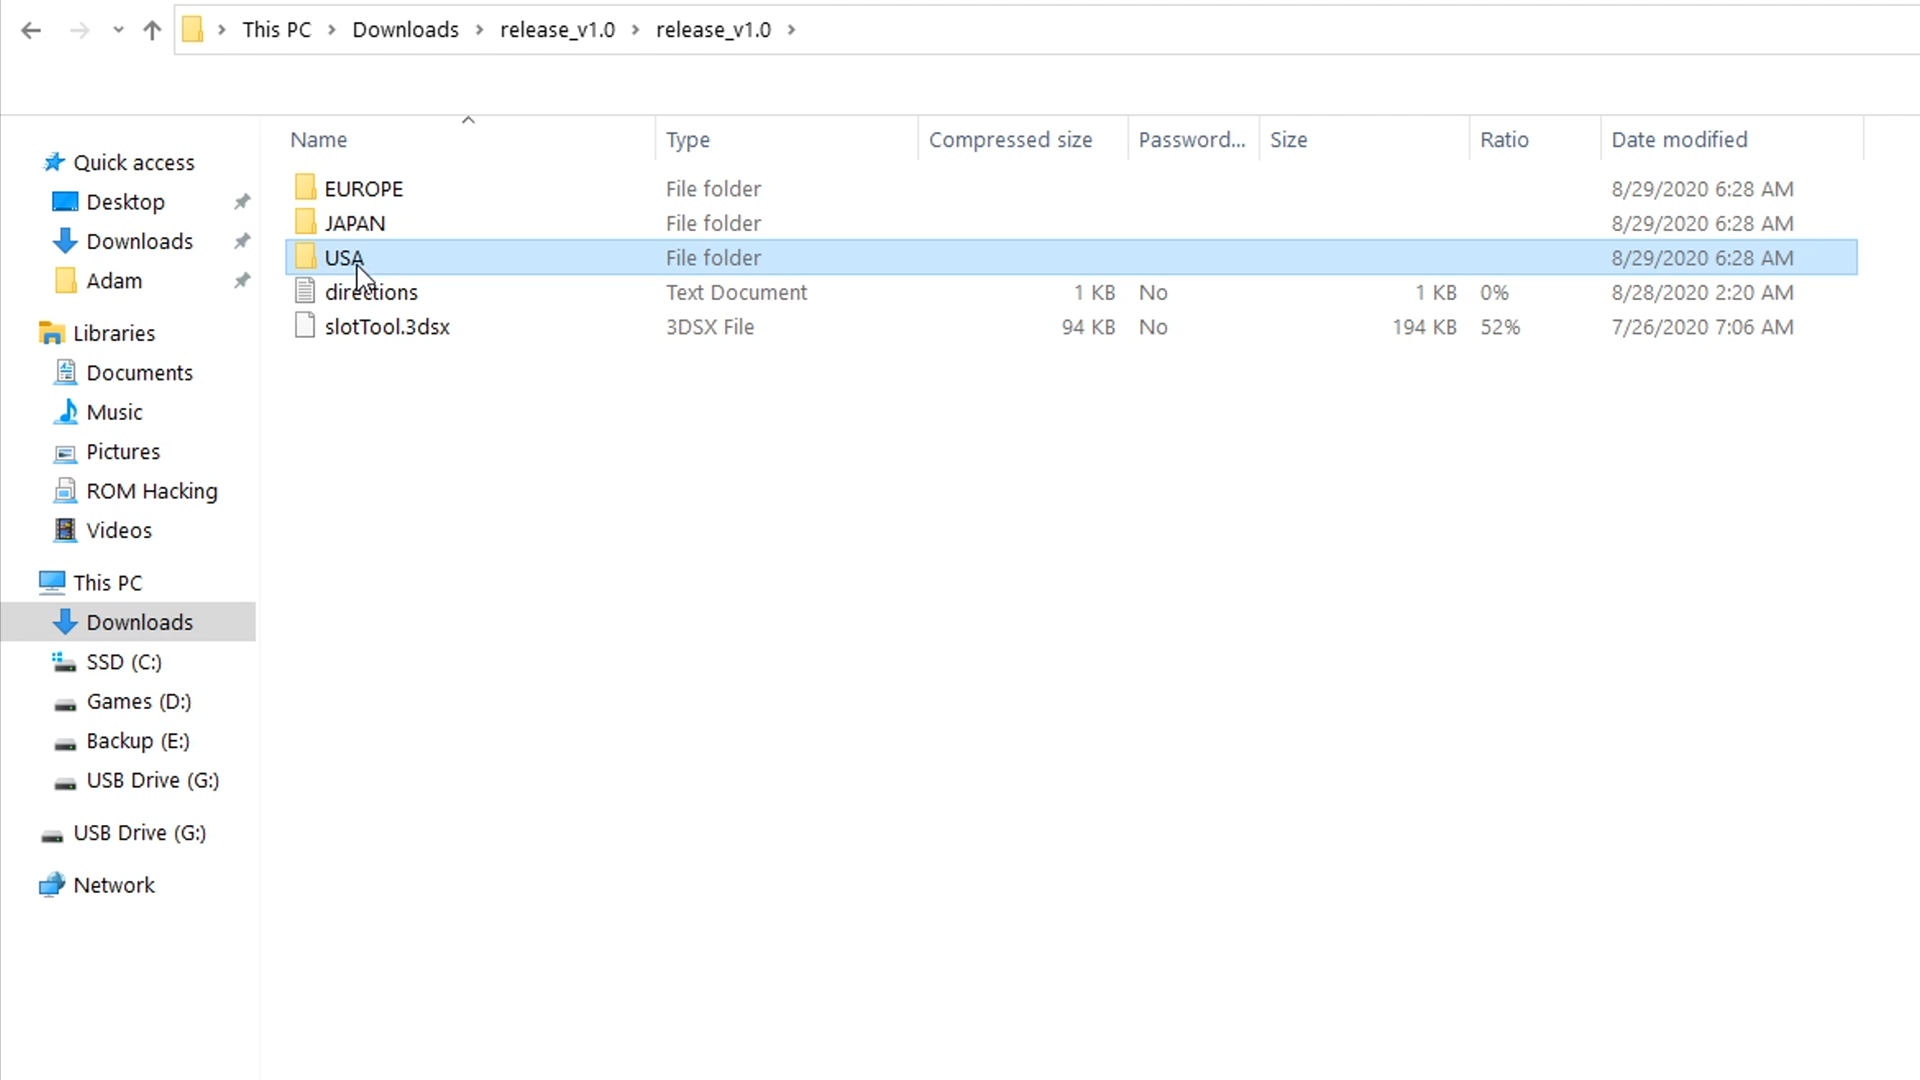 This PC > Downloads > release_v1.0 > release_v1.0 >
Name Type Compressed size Password... Size Ratio Date modified
EUROPE File folder 8/29/2020 6:28 AM
JAPAN File folder 8/29/2020 6:28 AM
USA File folder 8/29/2020 6:28 AM
directions Text Document 1 KB No 1 KB 0% 8/28/2020 2:20 AM
slotTool.3dsx 3DSX File 94 KB No 194 KB 52% 7/26/2020 7:06 AM
Quick access
Desktop
Downloads
Adam
Libraries
Documents
Music
Pictures
ROM Hacking
Videos
This PC
Downloads
SSD (C:)
Games (D:)
Backup (E:)
USB Drive (G:)
USB Drive (G:)
Network